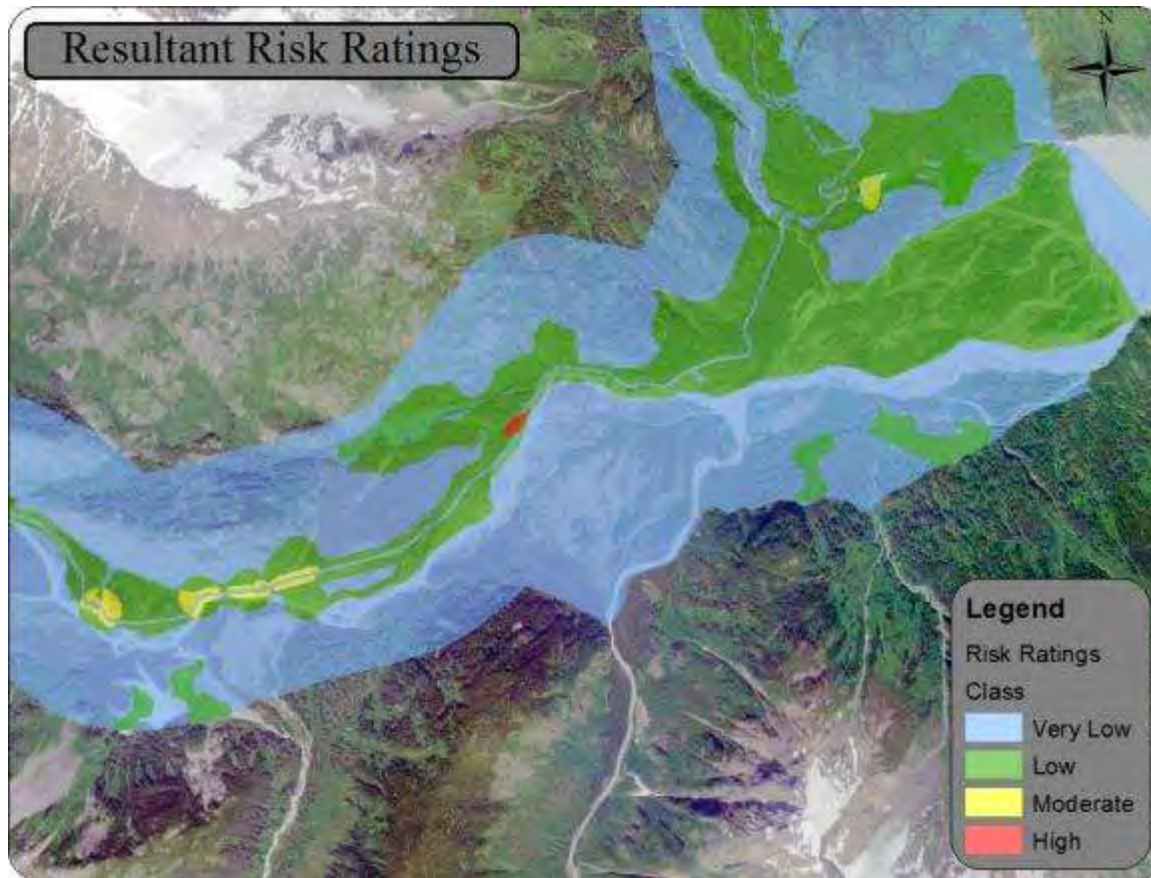 Resultant Risk Ratings
N
Legend
Risk Ratings
Class
Very Low
Low
Moderate
High